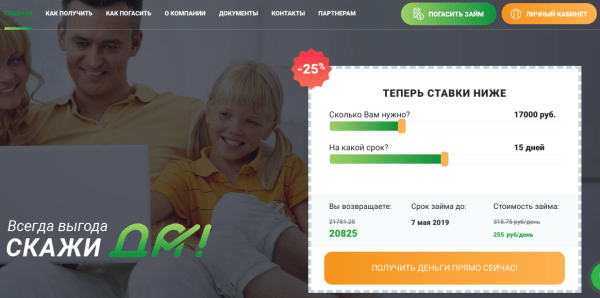 ГЛАВНАЯ КАК ПОЛУЧИТЬ КАК ПОГАСИТЬ О КОМПАНИИ ДОКУМЕНТЫ КОНТАКТЫ ПАРТНЕРАМ ПОГАСИТЬ ЗАЙМ ЛИЧНЫЙ КАБИНЕТ
-25%
ТЕПЕРЬ СТАВКИ НИЖЕ
Сколько Вам нужно? 17000 руб.
На какой срок? 15 дней
Вы возвращаете: Срок займа до: Стоимость займа:
21781.25 7 мая 2019 318.75 руб/день
20825 255 руб/день
Всегда выгода
СКАЖИ ДА!
ПОЛУЧИТЬ ДЕНЬГИ ПРЯМО СЕЙЧАС!